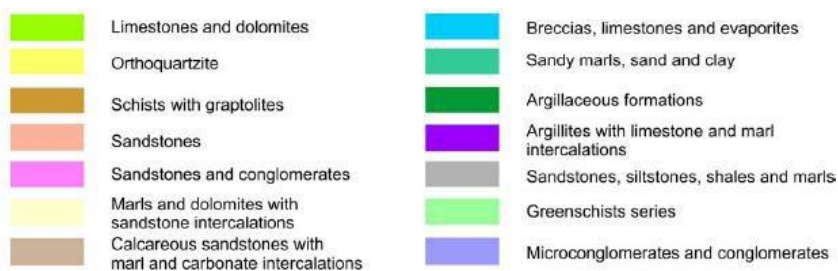 Limestones and dolomites
Orthoquartzite
Schists with graptolites
Sandstones
Sandstones and conglomerates
Marls and dolomites with
sandstone intercalations
Calcareous sandstones with
marl and carbonate intercalations
Breccias, limestones and evaporites
Sandy marls, sand and clay
Argillaceous formations
Argillites with limestone and marl
intercalations
Sandstones, siltstones, shales and marls
Greenschists series
Microconglomerates and conglomerates